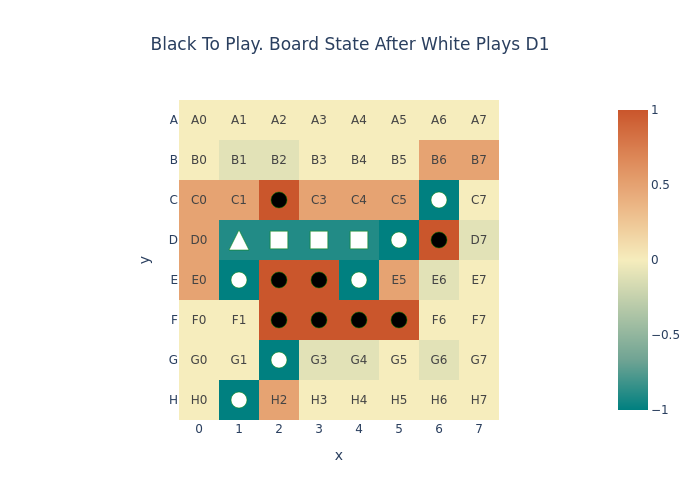 Black To Play. Board State After White Plays D1
A A0 A1 A2 A3 A4 A5 A6 A7
B B0 B1 B2 B3 B4 B5 B6 B7
C C0 C1 C3 C4 C5 C7
D D0 D7
E E0 E5 E6 E7
F F0 F1 F6 F7
G G0 G1 G3 G4 G5 G6 G7
H H0 H2 H3 H4 H5 H6 H7
0 1 2 3 4 5 6 7
x
y
1
0.5
0
−0.5
−1